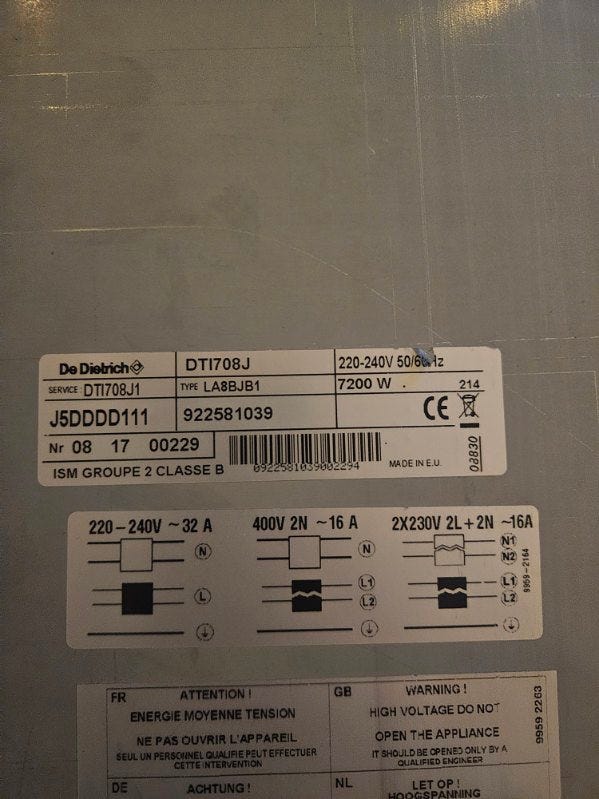 De Dietrich DTI708J 220-240V 50/60Hz
SERVICE : DTI708J1 TYPE LA8BJB1 7200 W 214
J5DDDD111 922581039 CE
Nr 08 17 00229
0922581039002294
MADE IN E.U.
08830
ISM GROUPE 2 CLASSE B
220-240V ~32 A 400V 2N ~16 A 2X230V 2L+2N ~16A
N N N1
N2
L L1 L1
L2 L2
9959-2164
FR ATTENTION !
ENERGIE MOYENNE TENSION
NE PAS OUVRIR L'APPAREIL
SEUL UN PERSONNEL QUALIFIE PEUT EFFECTUER
CETTE INTERVENTION
GB WARNING !
HIGH VOLTAGE DO NOT
OPEN THE APPLIANCE
IT SHOULD BE OPENED ONLY BY A
QUALIFIED ENGINEER
9959 2263
DE ACHTUNG !
NL LET OP !
HOOGSPANNING